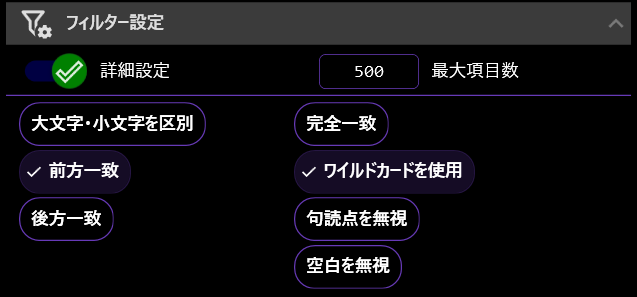 フィルター設定
詳細設定 500 最大項目数
大文字・小文字を区別 完全一致
前方一致 ワイルドカードを使用
後方一致 句読点を無視
空白を無視